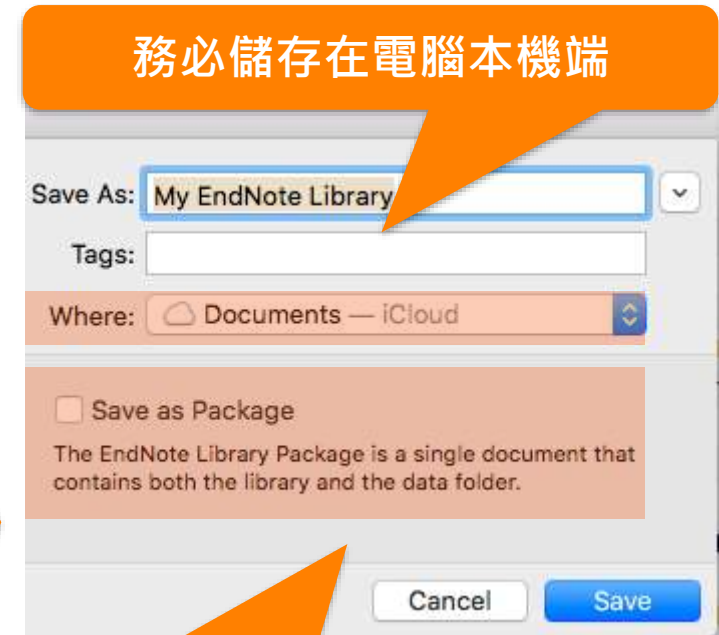 務必儲存在電腦本機端
Save As: My EndNote Library
Tags:
Where: Documents — iCloud
Save as Package
The EndNote Library Package is a single document that
contains both the library and the data folder.
Cancel Save